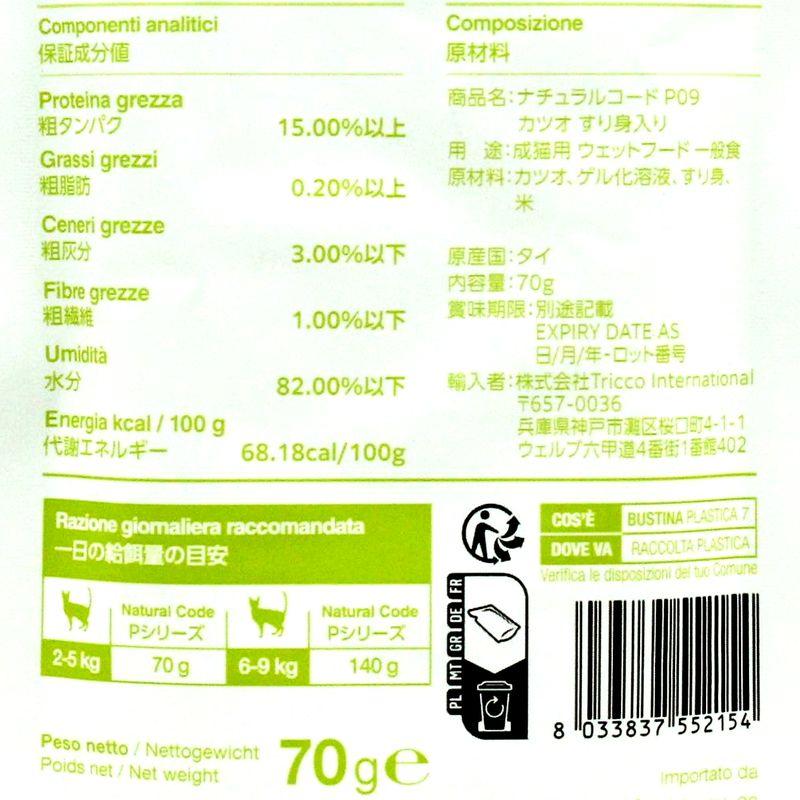 Componenti analitici
保証成分値
Proteina grezza
粗タンパク 15.00%以上
Grassi grezzi
粗脂肪 0.20%以上
Ceneri grezze
粗灰分 3.00%以下
Fibre grezze
粗繊維 1.00%以下
Umidità
水分 82.00%以下
Energia kcal / 100 g
代謝エネルギー 68.18cal/100g
Composizione
原材料
商品名:ナチュラルコード P09
カツオ すり身入り
用 途:成猫用 ウェットフード 一般食
原材料:カツオ、ゲル化溶液、すり身、
米
原産国:タイ
内容量:70g
賞味期限:別途記載
EXPIRY DATE AS
日/月/年-ロット番号
輸入者:株式会社Tricco International
〒657-0036
兵庫県神戸市灘区桜口町4-1-1
ウェルブ六甲道4番街1番館402
Razione giornaliera raccomandata
一日の給餌量の目安
Natural Code Natural Code
Pシリーズ Pシリーズ
2-5 kg 70 g 6-9 kg 140 g
PL | MT | GR | DE | FR
COS'È BUSTINA PLASTICA 7
DOVE VA RACCOLTA PLASTICA
Verifica le disposizioni del tuo Comune
8 033837 552154
Peso netto / Nettogewicht
Poids net / Net weight
70g e
Importato da